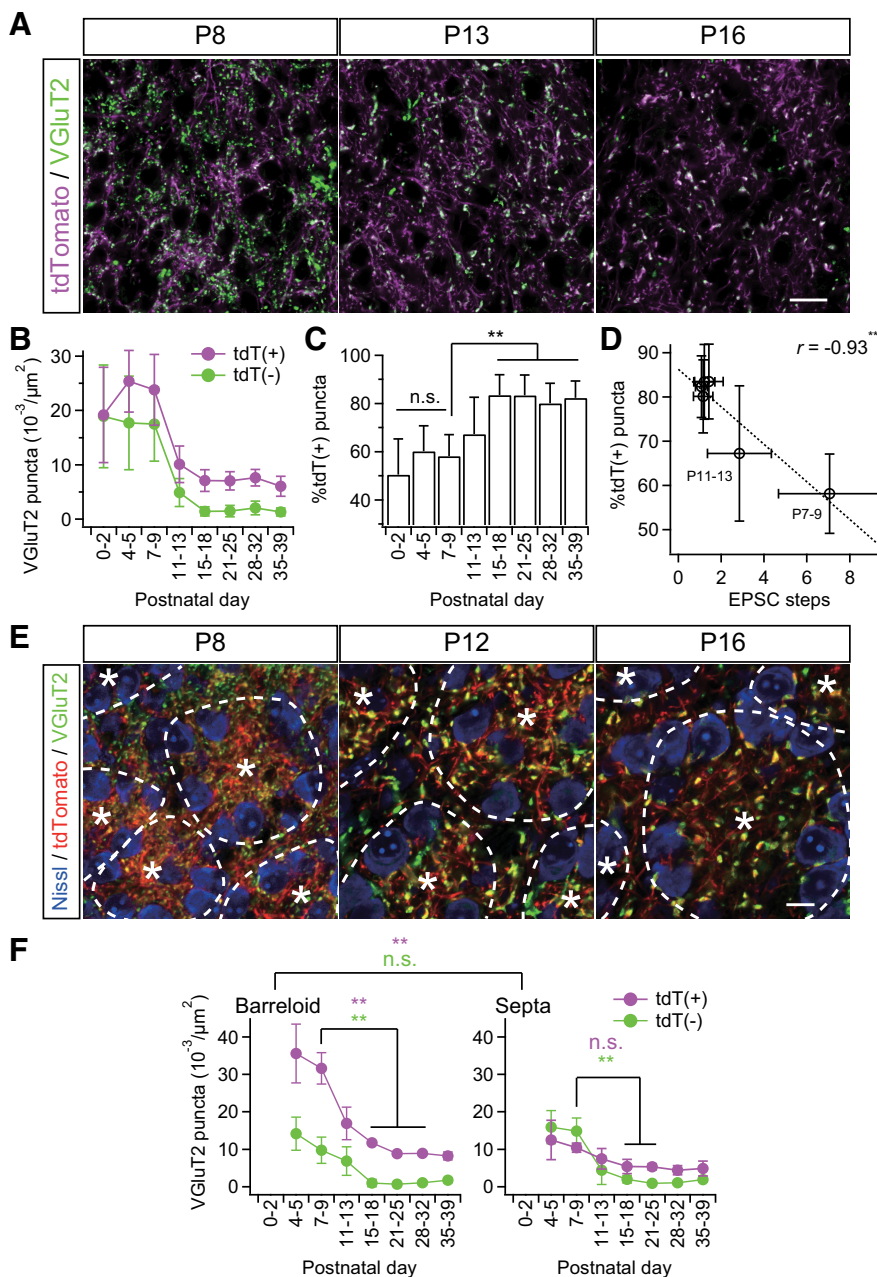 A
P8
P13
P16
tdTomato / VGluT2
B
VGluT2 puncta (10⁻³/µm²)
30
20
10
0
tdT(+)
tdT(-)
0-2
4-5
7-9
11-13
15-18
21-25
28-32
35-39
Postnatal day
C
%tdT(+) puncta
100
80
60
40
n.s.
**
0-2
4-5
7-9
11-13
15-18
21-25
28-32
35-39
Postnatal day
D
r = -0.93**
%tdT(+) puncta
90
80
70
60
50
P11-13
P7-9
0 2 4 6 8
EPSC steps
E
P8
P12
P16
Nissl / tdTomato / VGluT2
* * * * *
* * * * *
* * * *
F
**
n.s.
Barreloid
**
**
VGluT2 puncta (10⁻³/µm²)
40
30
20
10
0
0-2
4-5
7-9
11-13
15-18
21-25
28-32
35-39
Postnatal day
Septa
tdT(+)
tdT(-)
n.s.
**
40
30
20
10
0
0-2
4-5
7-9
11-13
15-18
21-25
28-32
35-39
Postnatal day